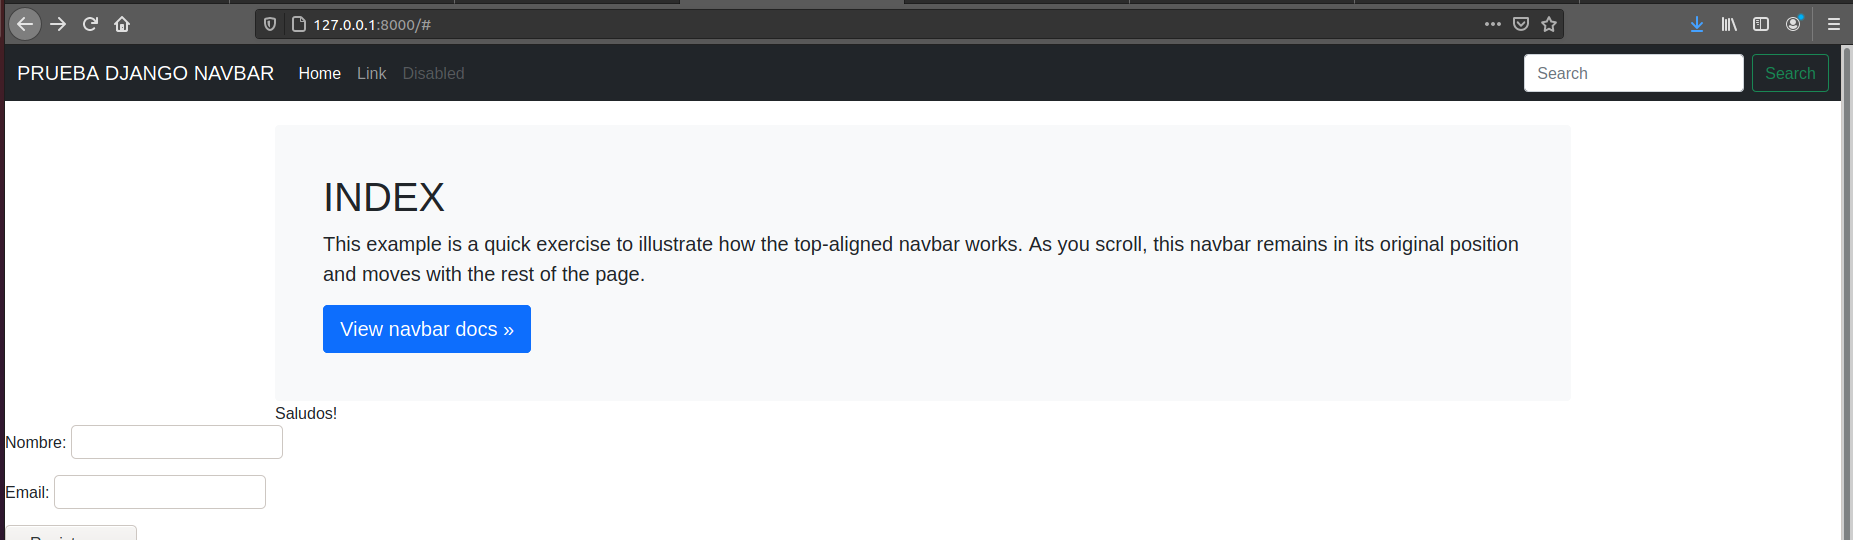 127.0.0.1:8000/#
PRUEBA DJANGO NAVBAR Home Link Disabled Search Search
INDEX
This example is a quick exercise to illustrate how the top-aligned navbar works. As you scroll, this navbar remains in its original position
and moves with the rest of the page.
View navbar docs »
Saludos!
Nombre:
Email: